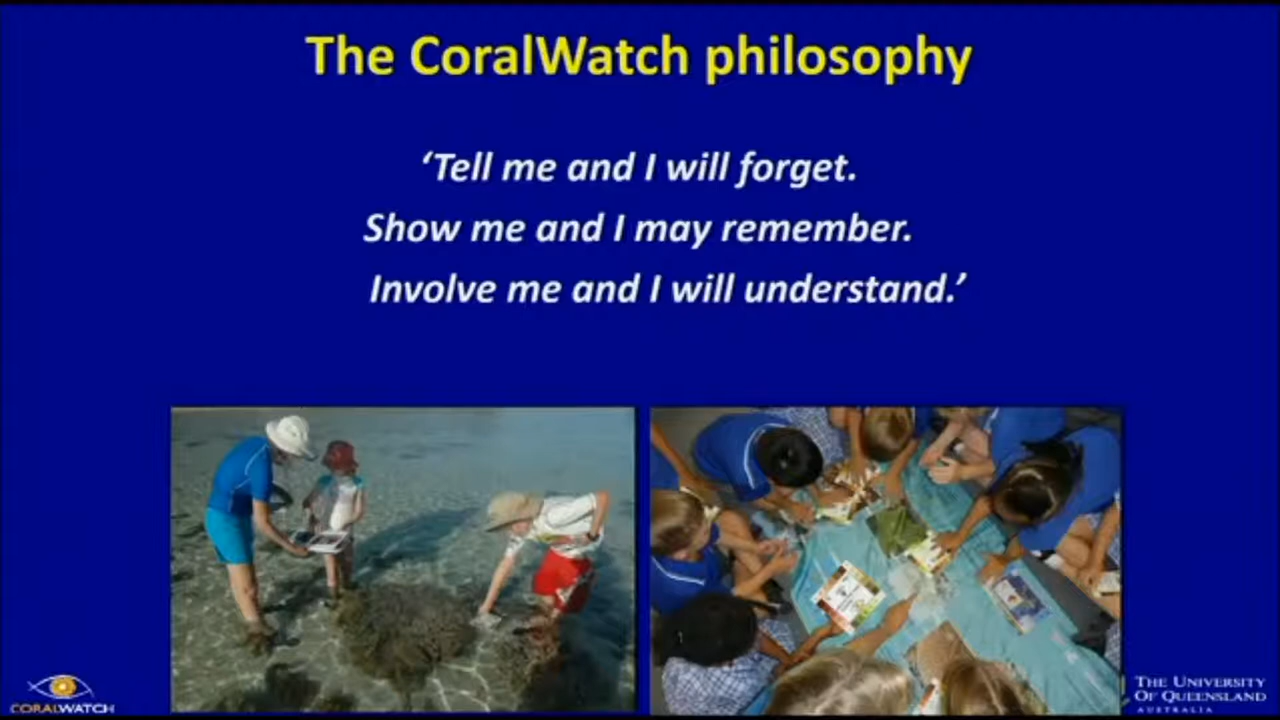 The CoralWatch philosophy
‘Tell me and I will forget.
Show me and I may remember.
Involve me and I will understand.’
CORALWATCH
THE UNIVERSITY
OF QUEENSLAND
AUSTRALIA